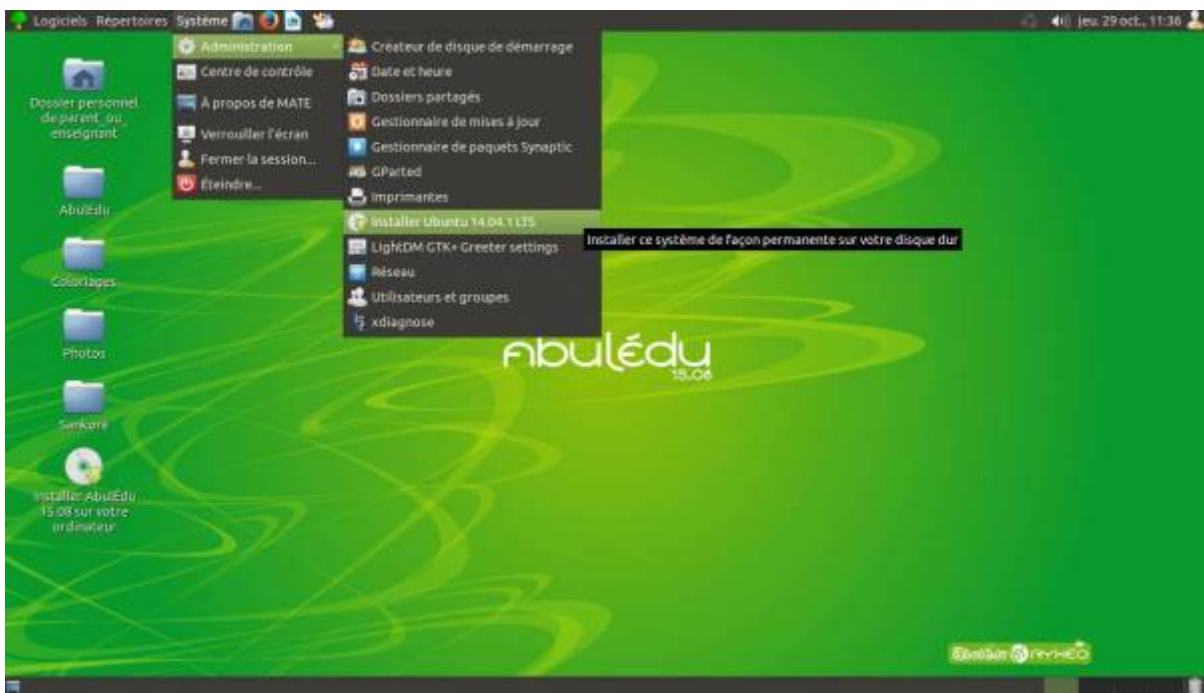 Logiciels Répertoires Système
jeu. 29 oct., 11:36
Administration
Centre de contrôle
À propos de MATE
Verrouiller l'écran
Fermer la session...
Éteindre...
Créateur de disque de démarrage
Date et heure
Dossiers partagés
Gestionnaire de mises à jour
Gestionnaire de paquets Synaptic
GParted
Imprimantes
Installer Ubuntu 14.04.1 LTS
LightDM GTK+ Greeter settings
Réseau
Utilisateurs et groupes
xdiagnose
Installer ce système de façon permanente sur votre disque dur
Dossier personnel
de parent_ou_
enseignant
AbulÉdu
Coloriages
Photos
Sankoré
Installer AbulÉdu
15.08 sur votre
ordinateur
Abulédu
15.08
RYXEO